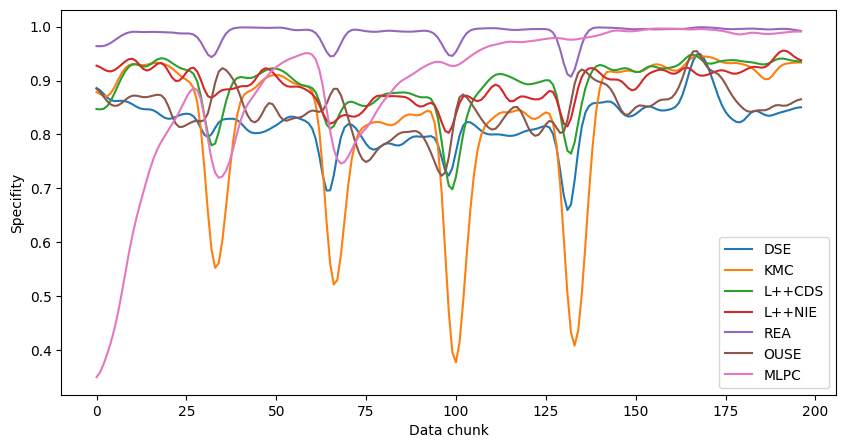 1.0
0.9
0.8
0.7
0.6
0.5
0.4
Specifity
0
25
50
75
100
125
150
175
200
Data chunk
DSE
KMC
L++CDS
L++NIE
REA
OUSE
MLPC